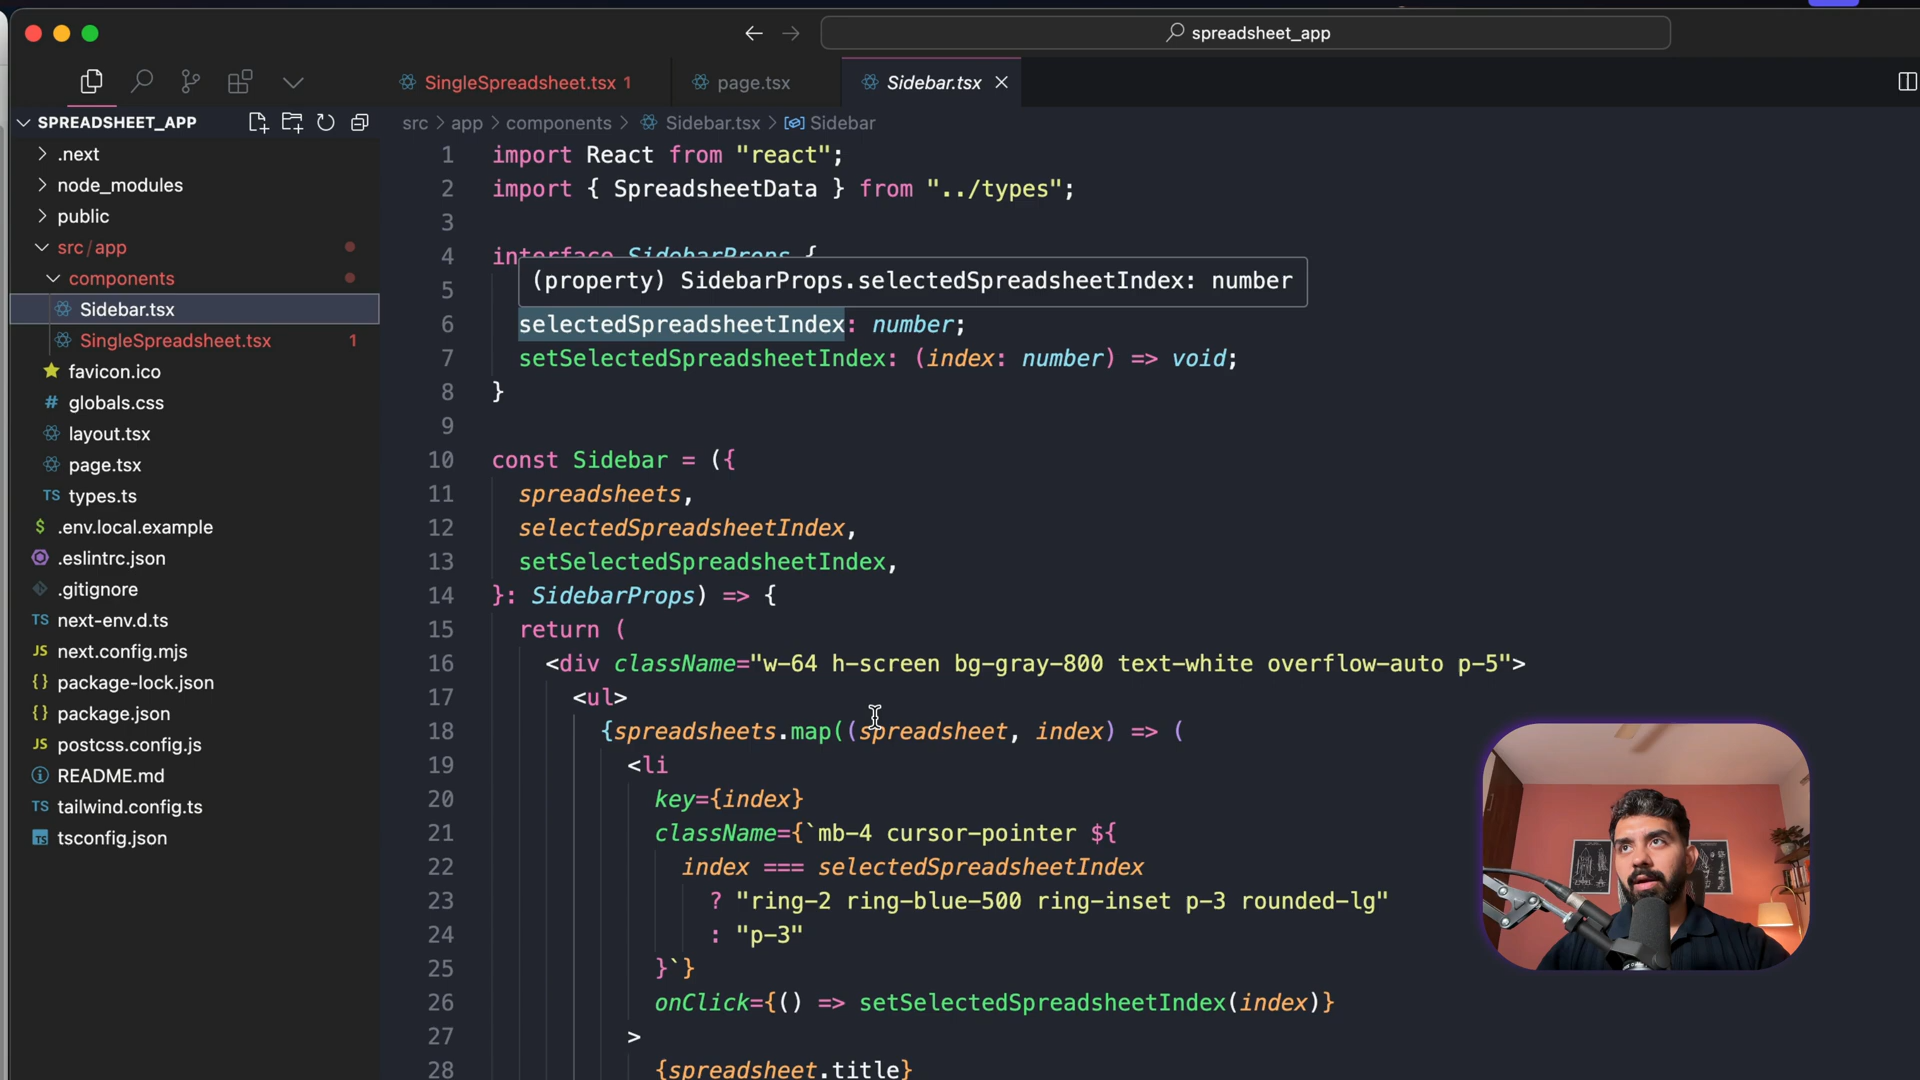 spreadsheet_app
SingleSpreadsheet.tsx 1
page.tsx
Sidebar.tsx
SPREADSHEET_APP
src > app > components > Sidebar.tsx > Sidebar
.next
node_modules
public
src/app
components
Sidebar.tsx
SingleSpreadsheet.tsx 1
favicon.ico
# globals.css
layout.tsx
page.tsx
TS types.ts
$ .env.local.example
.eslintrc.json
.gitignore
TS next-env.d.ts
JS next.config.mjs
{} package-lock.json
{} package.json
JS postcss.config.js
README.md
TS tailwind.config.ts
TS tsconfig.json
1 import React from "react";
2 import { SpreadsheetData } from "../types";
3
4 interface SidebarProps {
(property) SidebarProps.selectedSpreadsheetIndex: number
5
6 selectedSpreadsheetIndex: number;
7 setSelectedSpreadsheetIndex: (index: number) => void;
8 }
9
10 const Sidebar = ({
11 spreadsheets,
12 selectedSpreadsheetIndex,
13 setSelectedSpreadsheetIndex,
14 }: SidebarProps) => {
15 return (
16 <div className="w-64 h-screen bg-gray-800 text-white overflow-auto p-5">
17 <ul>
18 {spreadsheets.map((spreadsheet, index) => (
19 <li
20 key={index}
21 className={`mb-4 cursor-pointer ${
22 index === selectedSpreadsheetIndex
23 ? "ring-2 ring-blue-500 ring-inset p-3 rounded-lg"
24 : "p-3"
25 }`}
26 onClick={() => setSelectedSpreadsheetIndex(index)}
27 >
28 {spreadsheet.title}